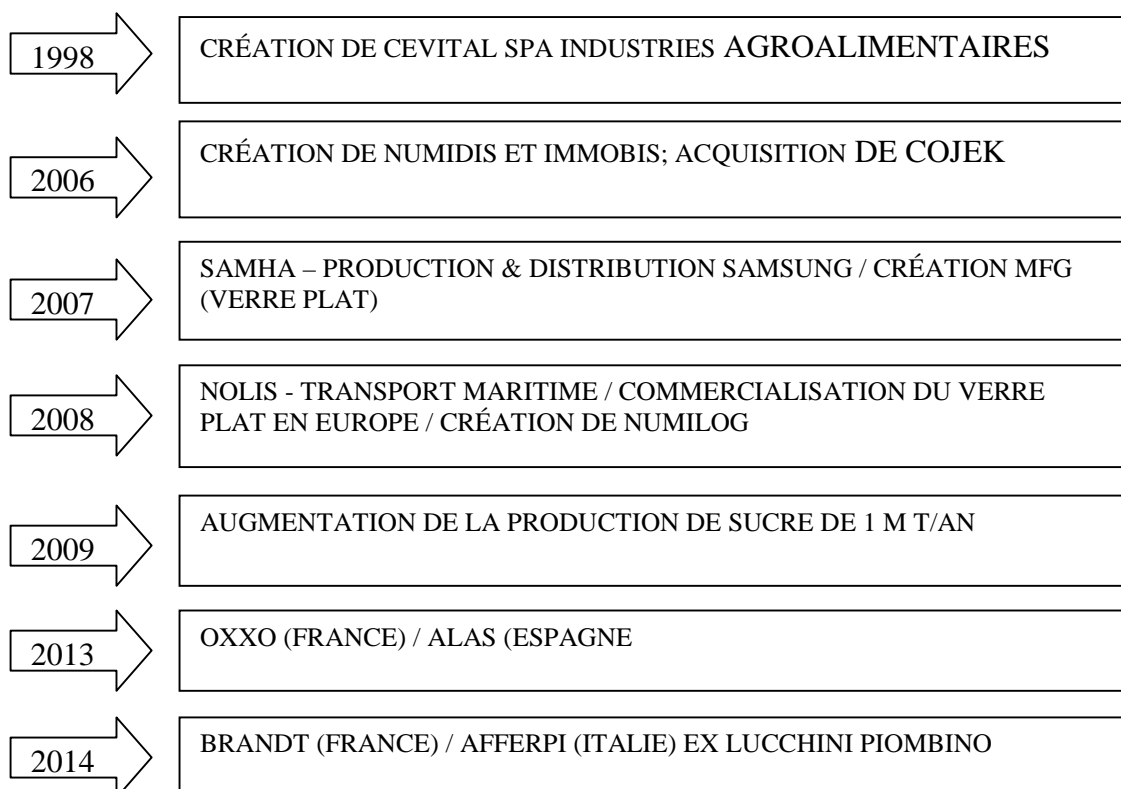 1998
CRÉATION DE CEVITAL SPA INDUSTRIES AGROALIMENTAIRES
2006
CRÉATION DE NUMIDIS ET IMMOBIS; ACQUISITION DE COJEK
2007
SAMHA – PRODUCTION & DISTRIBUTION SAMSUNG / CRÉATION MFG
(VERRE PLAT)
2008
NOLIS - TRANSPORT MARITIME / COMMERCIALISATION DU VERRE
PLAT EN EUROPE / CRÉATION DE NUMILOG
2009
AUGMENTATION DE LA PRODUCTION DE SUCRE DE 1 M T/AN
2013
OXXO (FRANCE) / ALAS (ESPAGNE
2014
BRANDT (FRANCE) / AFFERPI (ITALIE) EX LUCCHINI PIOMBINO